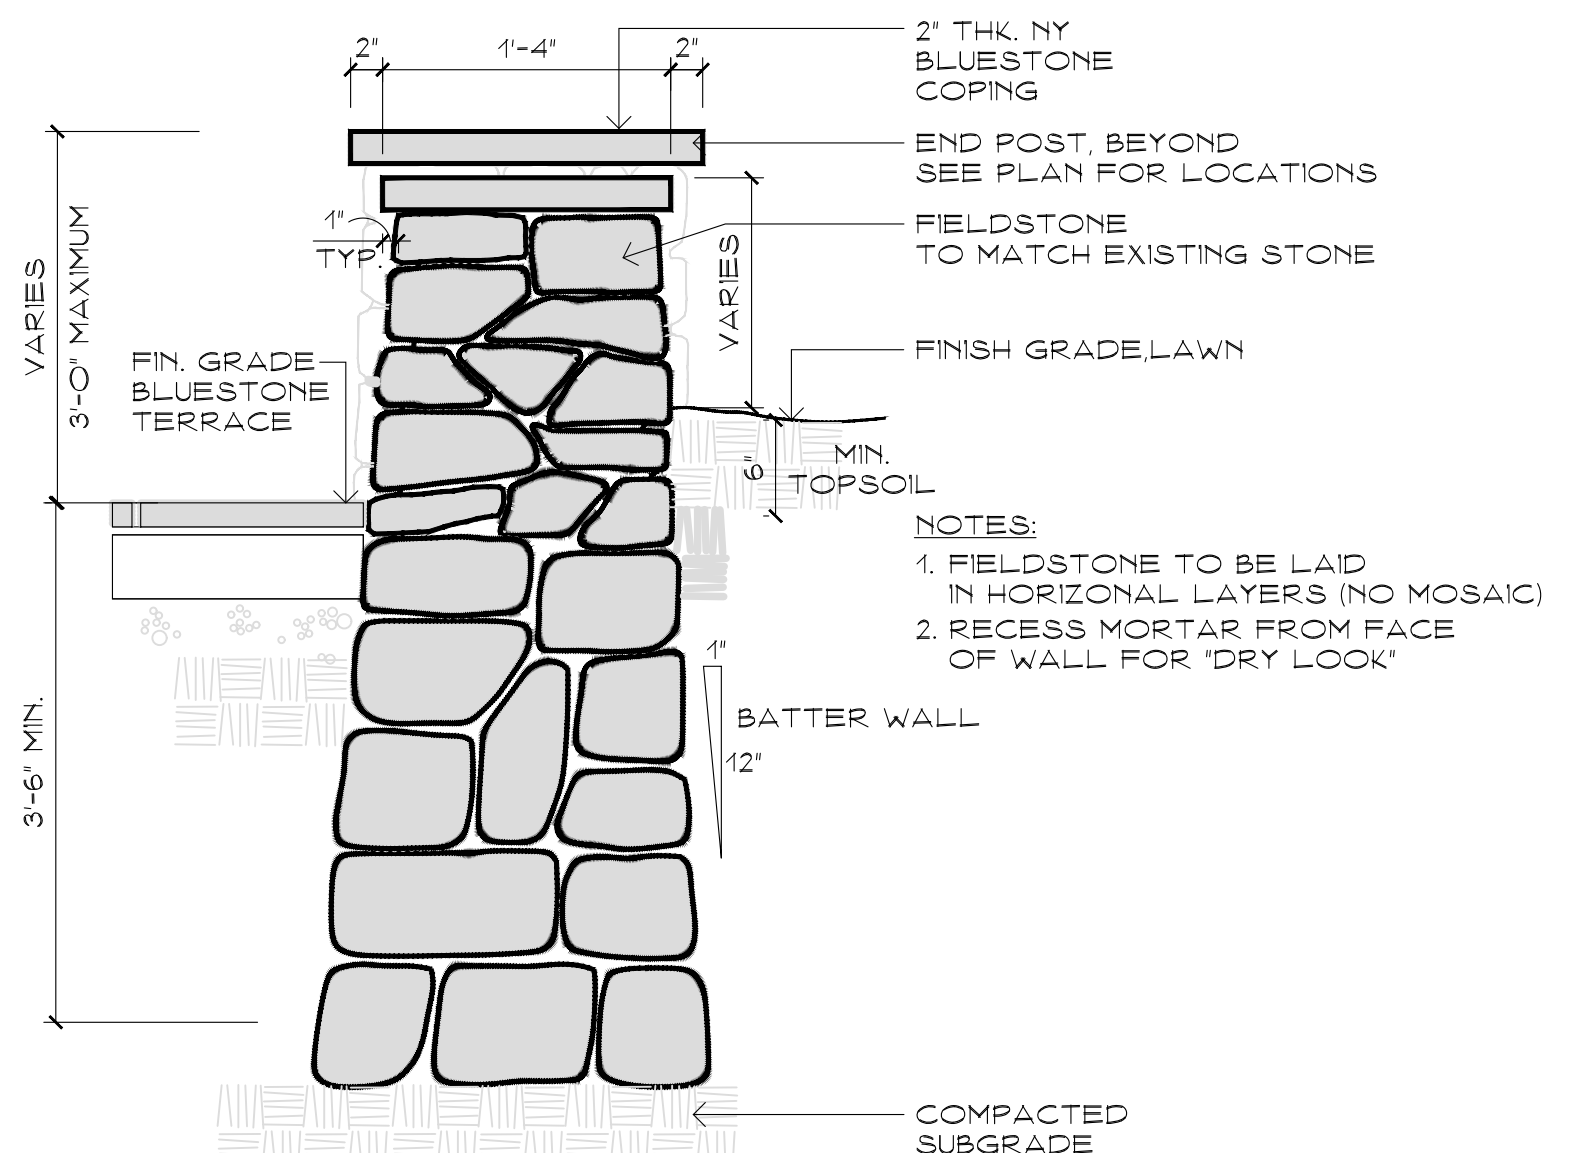 2" 1'-4" 2"
2" THK. NY
BLUESTONE
COPING
END POST, BEYOND
SEE PLAN FOR LOCATIONS
1"
TYP.
FIELDSTONE
TO MATCH EXISTING STONE
VARIES
3'-0" MAXIMUM
VARIES
FIN. GRADE
BLUESTONE
TERRACE
FINISH GRADE,LAWN
6"
MIN.
TOPSOIL
NOTES:
1. FIELDSTONE TO BE LAID
IN HORIZONAL LAYERS (NO MOSAIC)
2. RECESS MORTAR FROM FACE
OF WALL FOR "DRY LOOK"
1"
BATTER WALL
12"
3'-6" MIN.
COMPACTED
SUBGRADE